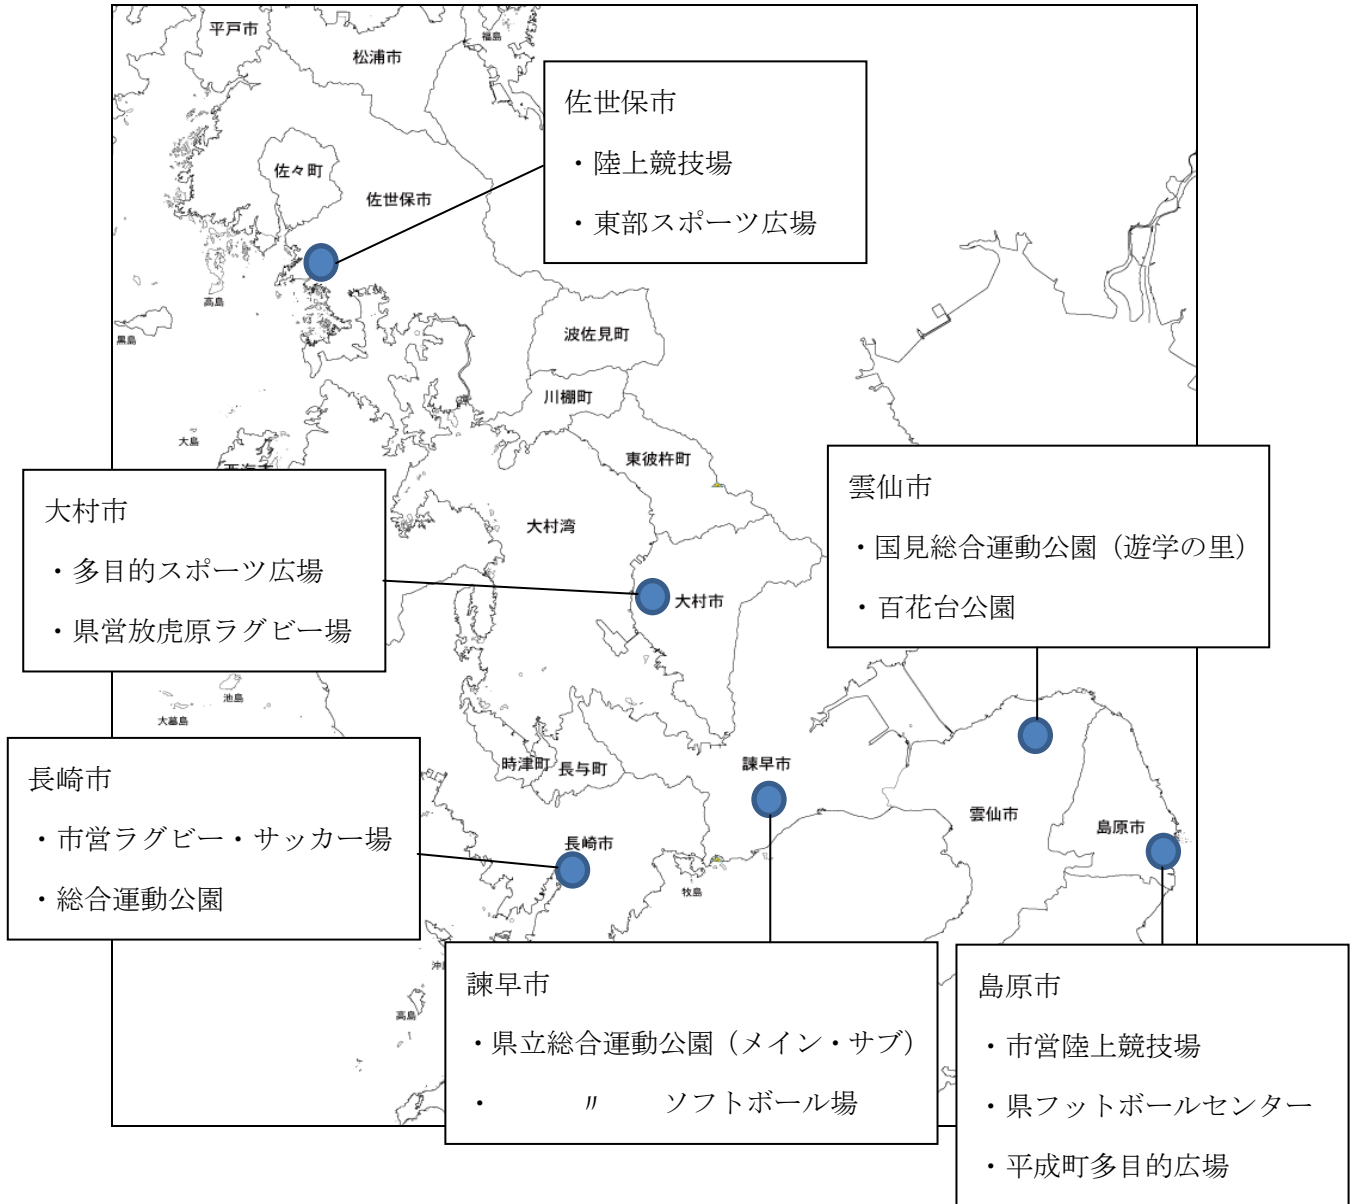 平戸市
松浦市
福島
佐世保市
・陸上競技場
・東部スポーツ広場
佐々町
佐世保市
高島
黒島
波佐見町
川棚町
大島
東彼杵町
西海市
大村湾
大村市
・多目的スポーツ広場
・県営放虎原ラグビー場
雲仙市
・国見総合運動公園（遊学の里）
・百花台公園
大村市
池島
大蟇島
時津町
長与町
諫早市
雲仙市
島原市
長崎市
・市営ラグビー・サッカー場
・総合運動公園
長崎市
牧島
沖
高島
諫早市
・県立総合運動公園（メイン・サブ）
・　　　〃　　ソフトボール場
島原市
・市営陸上競技場
・県フットボールセンター
・平成町多目的広場